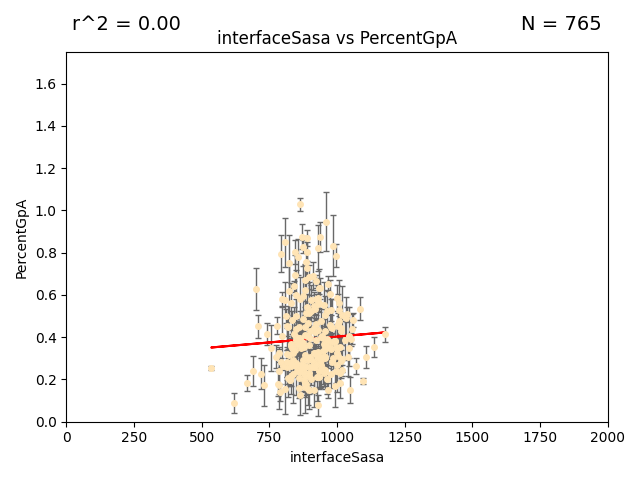 r^2 = 0.00
N = 765
interfaceSasa vs PercentGpA
PercentGpA
1.6
1.4
1.2
1.0
0.8
0.6
0.4
0.2
0.0
0 250 500 750 1000 1250 1500 1750 2000
interfaceSasa